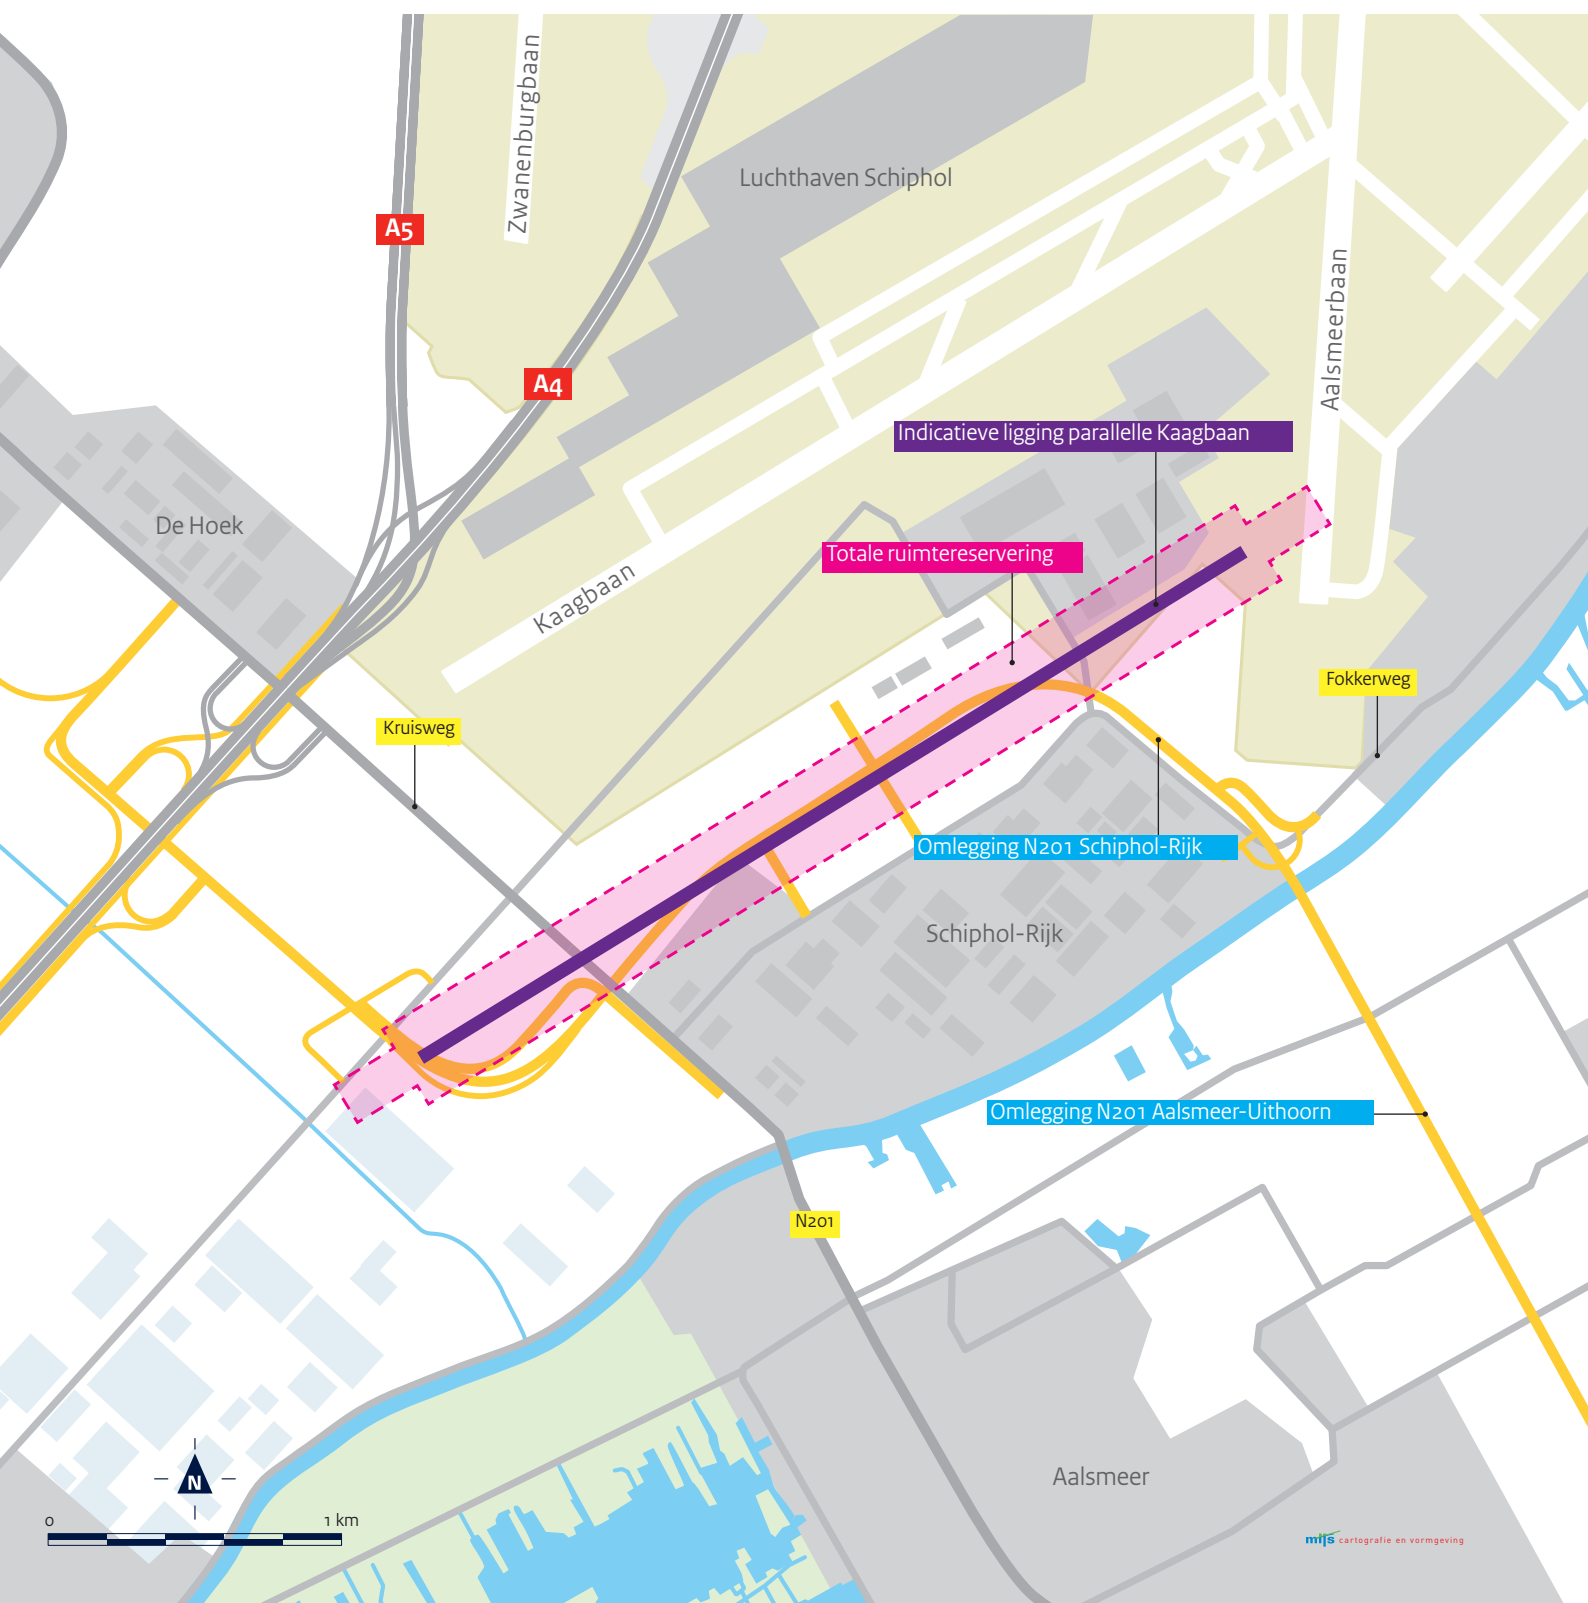 Zwanenburgbaan
Luchthaven Schiphol
A5
Aalsmeerbaan
A4
Indicatieve ligging parallelle Kaagbaan
De Hoek
Totale ruimtereservering
Kaagbaan
Fokkerweg
Kruisweg
Omlegging N201 Schiphol-Rijk
Schiphol-Rijk
Omlegging N201 Aalsmeer-Uithoorn
N201
Aalsmeer
N
0 1 km
mijs cartografie en vormgeving